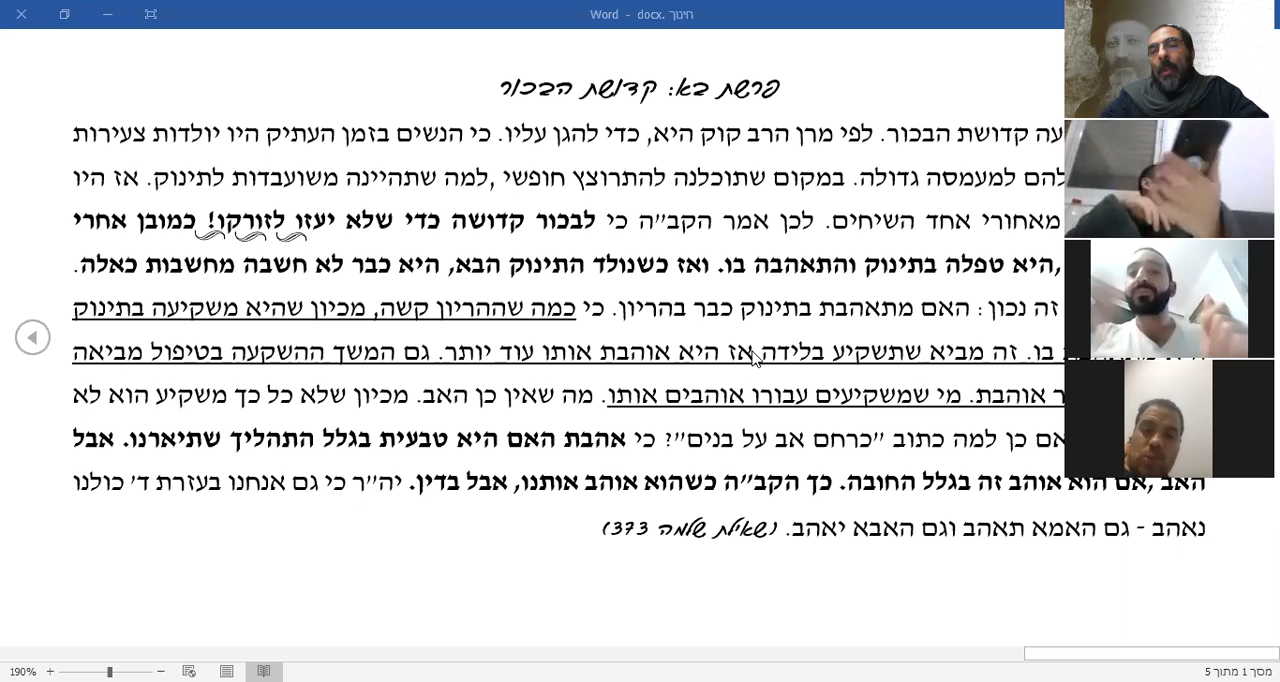 חינוך .docx - Word
פרשת בא: קדושת הבכור
עה קדושת הבכור. לפי מרן הרב קוק היא, כדי להגן עליו. כי הנשים בזמן העתיק היו יולדות צעירות
להם למעמסה גדולה. במקום שתוכלנה להתרוצץ חופשי ,למה שתהיינה משועבדות לתינוק. אז היו
מאחורי אחד השיחים. לכן אמר הקב״ה כי לבכור קדושה כדי שלא יעזו לזורקו! כמובן אחרי
,היא טפלה בתינוק והתאהבה בו. ואז כשנולד התינוק הבא, היא כבר לא חשבה מחשבות כאלה.
זה נכון: האם מתאהבת בתינוק כבר בהריון. כי כמה שההריון קשה, מכיון שהיא משקיעה בתינוק
בו. זה מביא שתשקיע בלידה אז היא אוהבת אותו עוד יותר. גם המשך ההשקעה בטיפול מביאה
ר אוהבת. מי שמשקיעים עבורו אוהבים אותו. מה שאין כן האב. מכיון שלא כל כך משקיע הוא לא
אם כן למה כתוב ״כרחם אב על בנים״? כי אהבת האם היא טבעית בגלל התהליך שתיארנו. אבל
האב ,אם הוא אוהב זה בגלל החובה. כך הקב״ה כשהוא אוהב אותנו, אבל בדין. יה״ר כי גם אנחנו בעזרת ד׳ כולנו
נאהב - גם האמא תאהב וגם האבא יאהב. (שאילת שלמה 373)
190%
מסך 1 מתוך 5